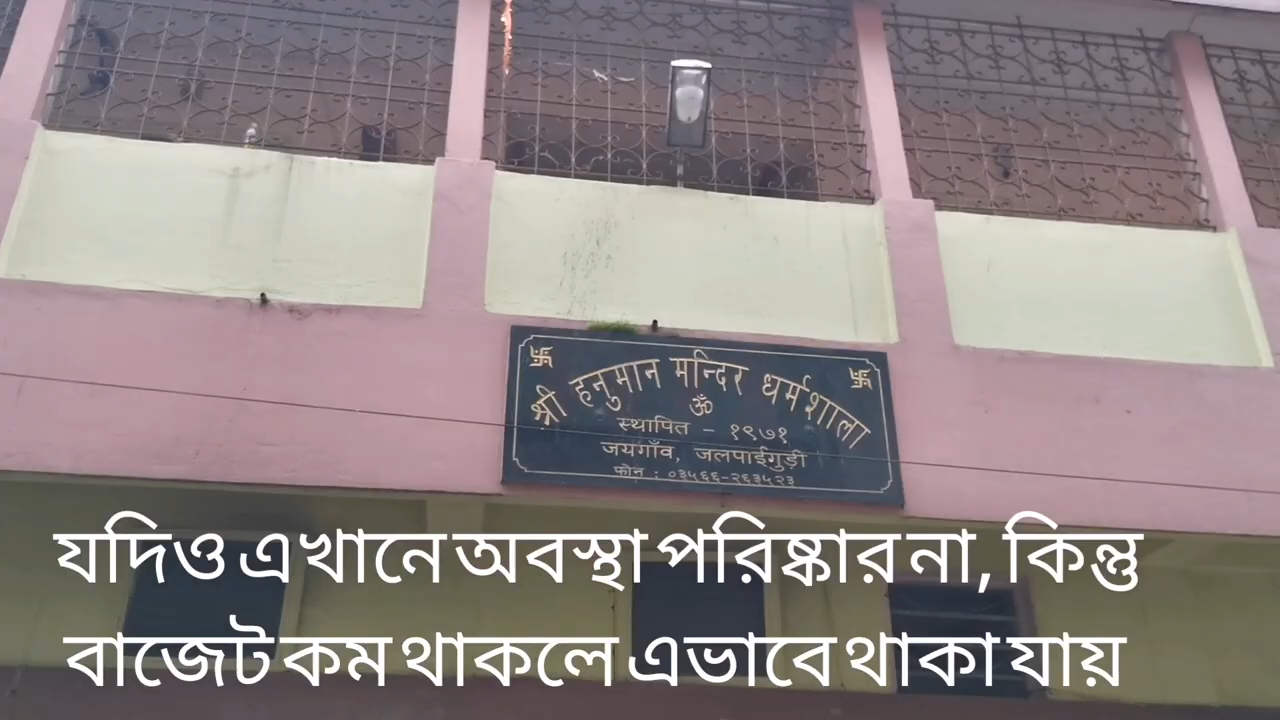 श्री हनुमान मन्दिर धर्मशाला
ॐ
स्थापित - १९७१
जयगाँव, जलपाईगुड़ी
फोन : ०३५६६-२६३५२३
যদিও এখানে অবস্থা পরিষ্কার না, কিন্তু
বাজেট কম থাকলে এভাবে থাকা যায়